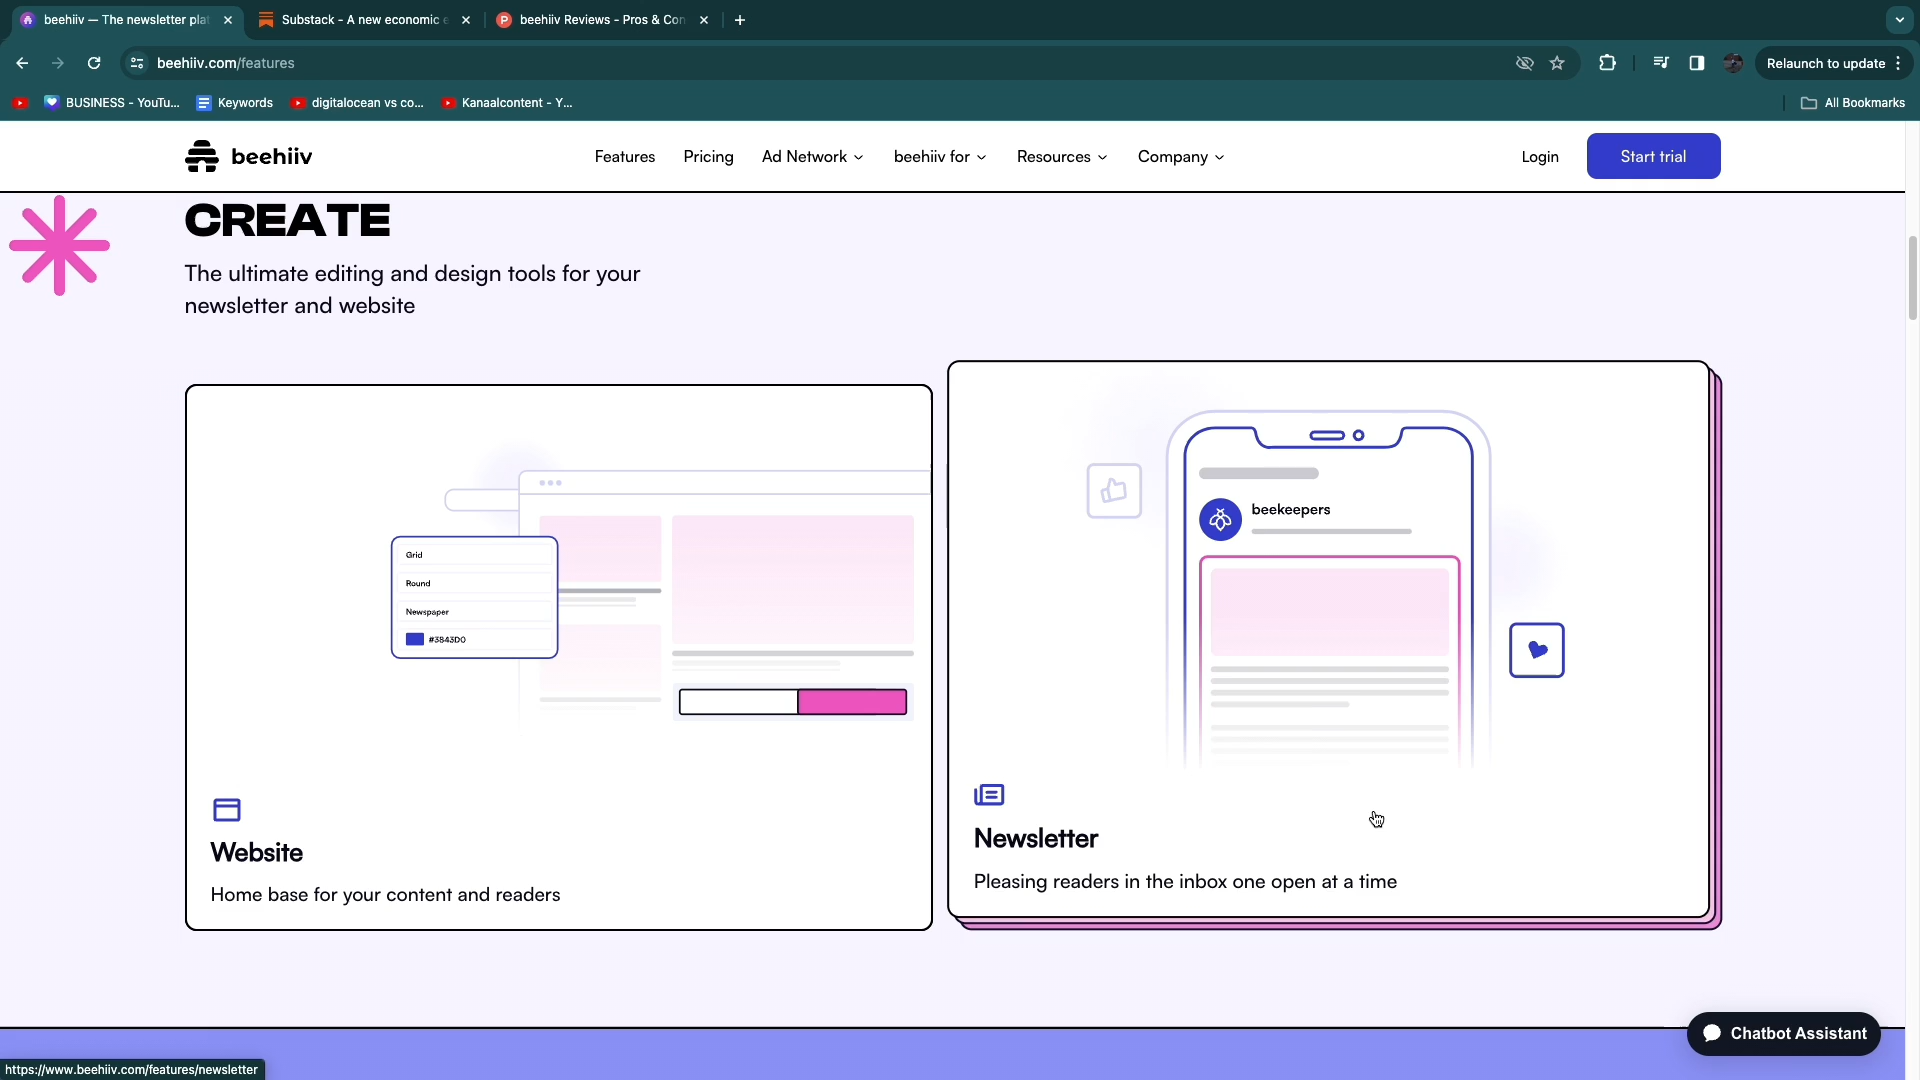 beehiiv — The newsletter plat
Substack - A new economic e
beehiiv Reviews - Pros & Con
beehiiv.com/features
Relaunch to update
BUSINESS - YouTu...
Keywords
digitalocean vs co...
Kanaalcontent - Y...
All Bookmarks
beehiiv
Features
Pricing
Ad Network
beehiiv for
Resources
Company
Login
Start trial
CREATE
The ultimate editing and design tools for your
newsletter and website
Grid
Round
Newspaper
#3843D0
beekeepers
Website
Home base for your content and readers
Newsletter
Pleasing readers in the inbox one open at a time
Chatbot Assistant
https://www.beehiiv.com/features/newsletter